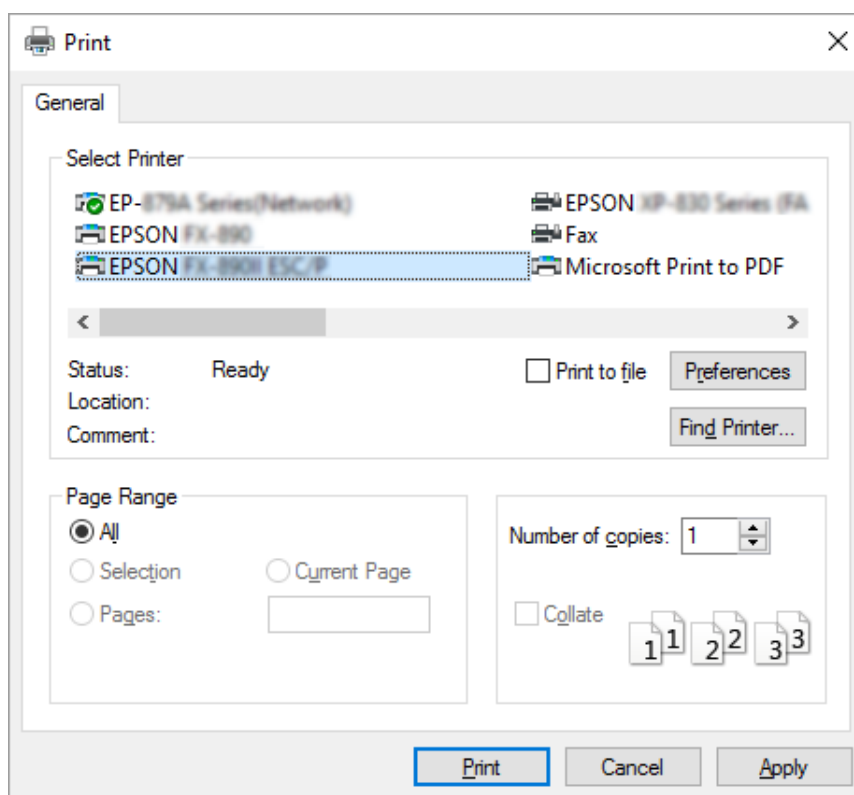 Print
General
Select Printer
EP-
EPSON
EPSON
EPSON
Fax
Microsoft Print to PDF
Status: Ready
Location:
Comment:
Print to file
Preferences
Find Printer...
Page Range
All
Selection
Current Page
Pages:
Number of copies: 1
Collate
1 1 2 2 3 3
Print
Cancel
Apply